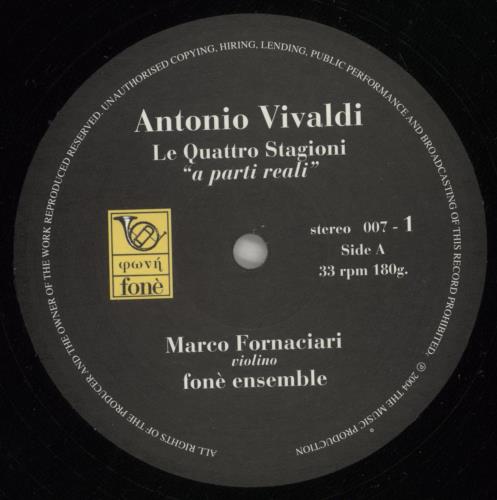 Antonio Vivaldi
Le Quattro Stagioni
“a parti reali”
φωνή
fonè
stereo 007 - 1
Side A
33 rpm 180g.
Marco Fornaciari
violino
fonè ensemble
ALL RIGHTS OF THE PRODUCER AND THE OWNER OF THE WORK REPRODUCED RESERVED. UNAUTHORISED COPYING, HIRING, LENDING, PUBLIC PERFORMANCE AND BROADCASTING OF THIS RECORD PROHIBITED. ℗ 2004 THE MUSIC PRODUCTION